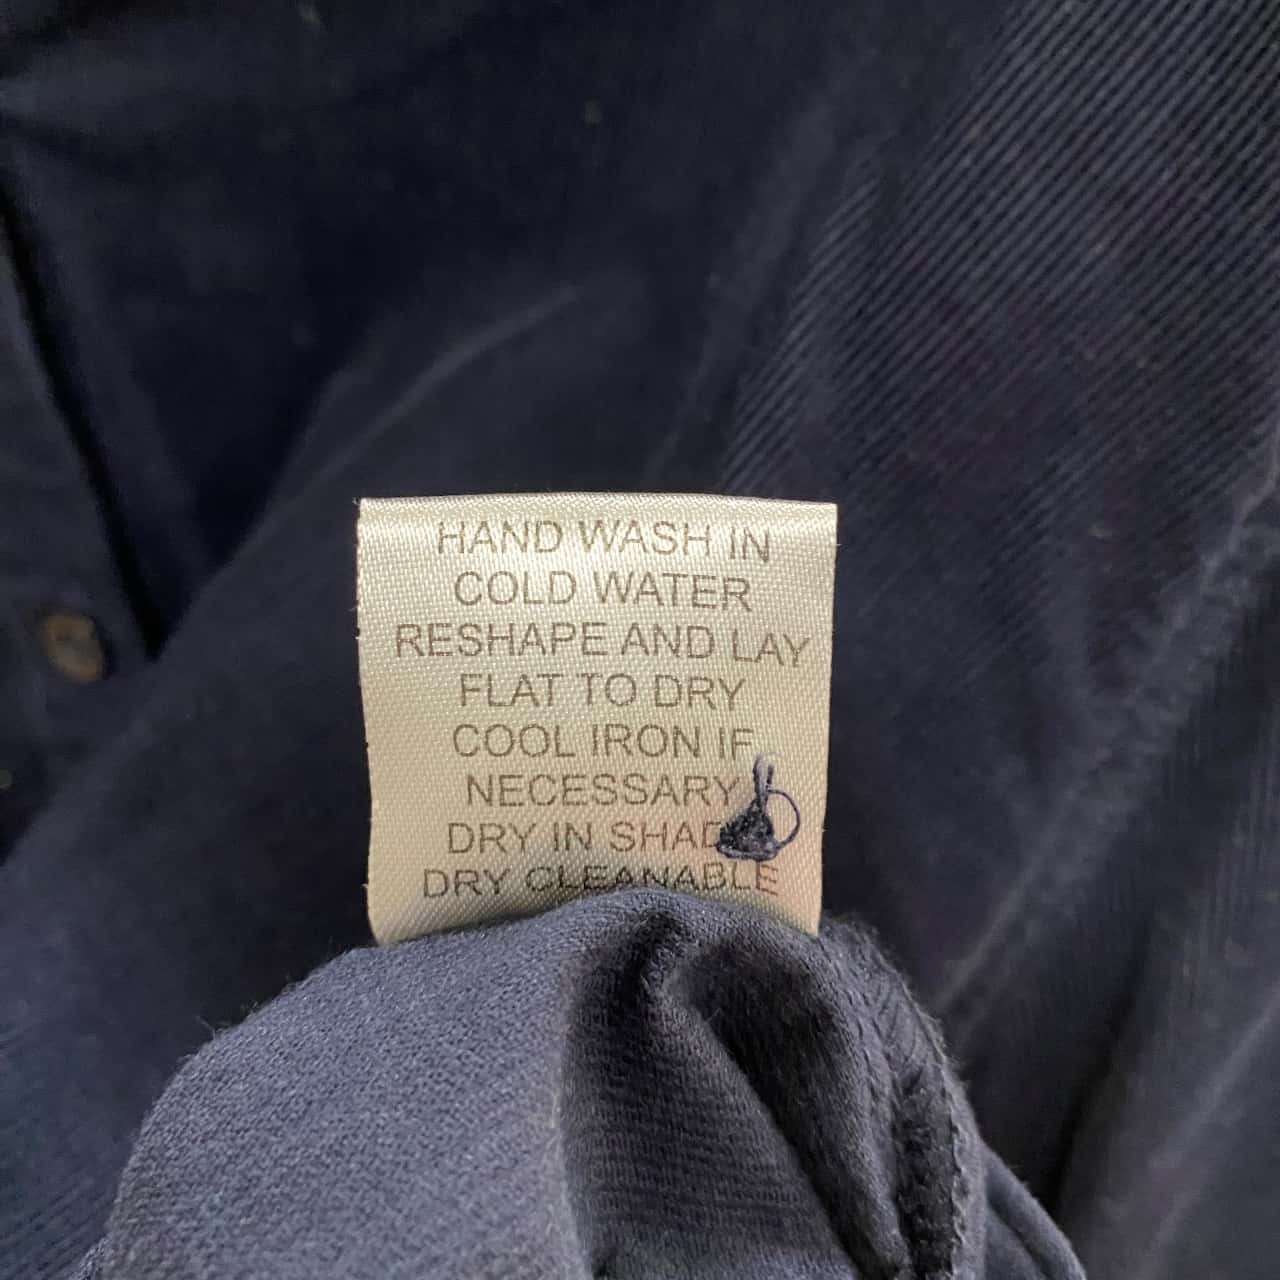 HAND WASH IN
COLD WATER
RESHAPE AND LAY
FLAT TO DRY
COOL IRON IF
NECESSARY
DRY IN SHADE
DRY CLEANABLE